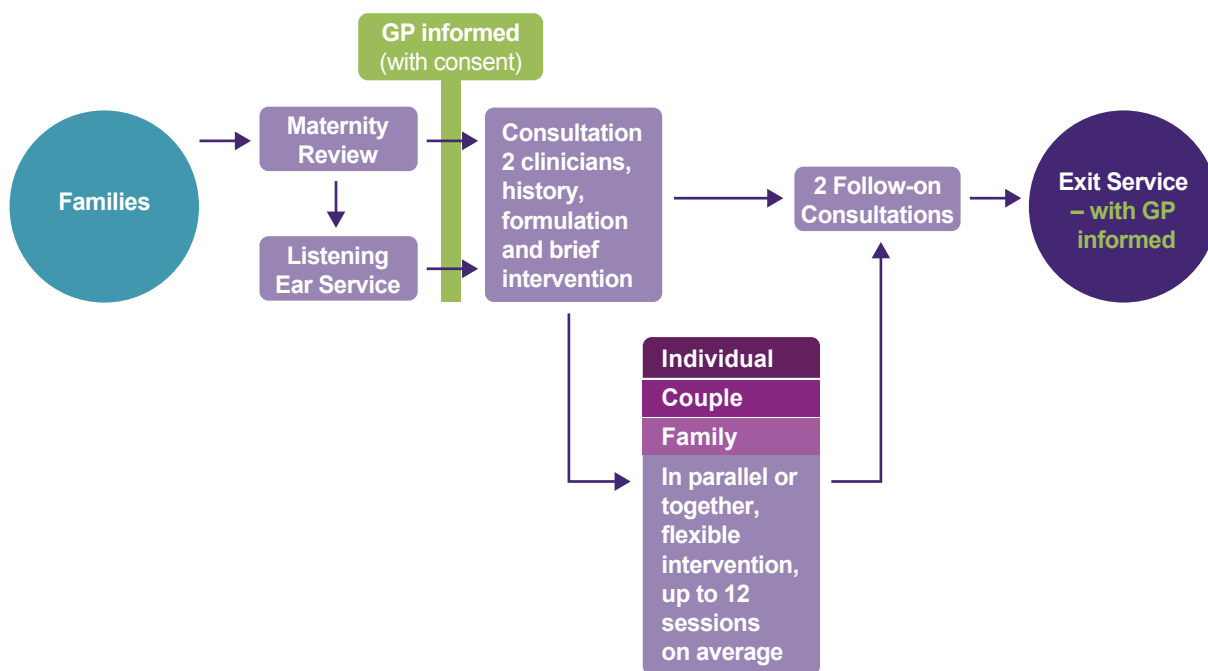 GP informed
(with consent)
Families
Maternity
Review
Listening
Ear Service
Consultation
2 clinicians,
history,
formulation
and brief
intervention
2 Follow-on
Consultations
Exit Service
– with GP
informed
Individual
Couple
Family
In parallel or
together,
flexible
intervention,
up to 12
sessions
on average